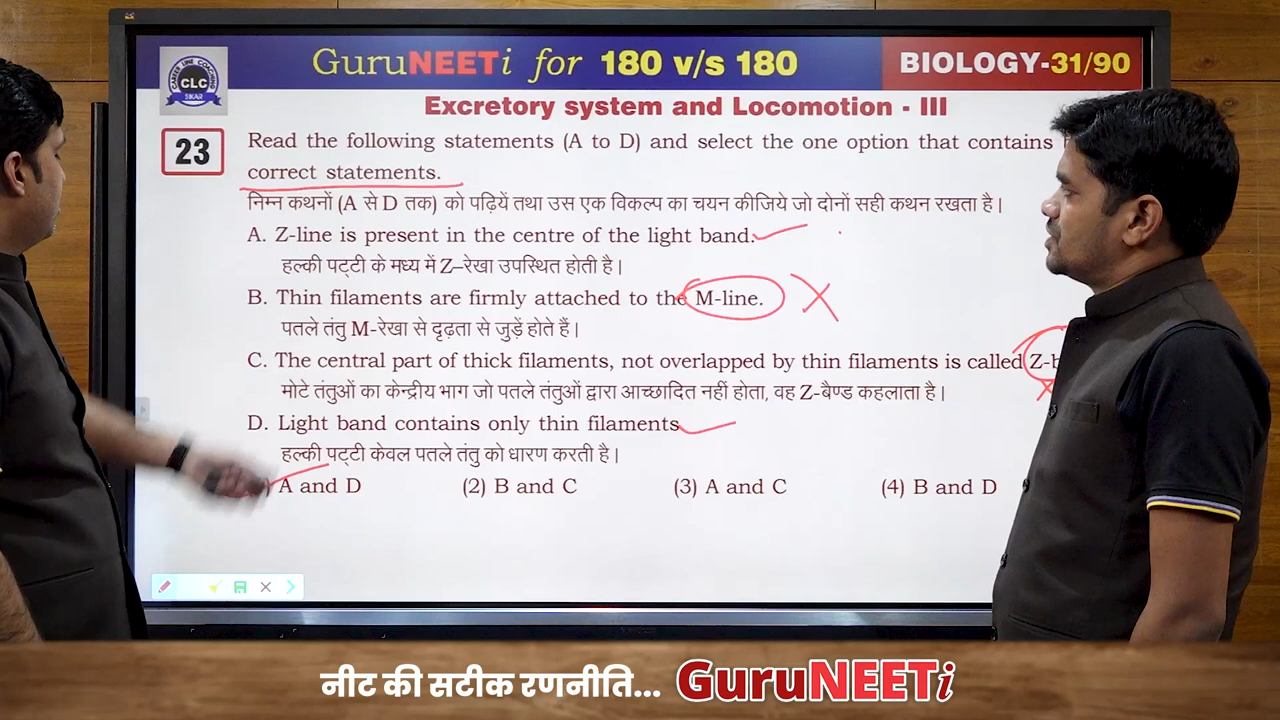 CAREER LINE COACHING
CLC
SIKAR
GuruNEETi for 180 v/s 180
BIOLOGY-31/90
Excretory system and Locomotion - III
23
Read the following statements (A to D) and select the one option that contains
correct statements.
निम्न कथनों (A से D तक) को पढ़ियें तथा उस एक विकल्प का चयन कीजिये जो दोनों सही कथन रखता है।
A. Z-line is present in the centre of the light band.
हल्की पट्टी के मध्य में Z–रेखा उपस्थित होती है।
B. Thin filaments are firmly attached to the M-line.
पतले तंतु M-रेखा से दृढ़ता से जुड़ें होते हैं।
C. The central part of thick filaments, not overlapped by thin filaments is called Z-b
मोटे तंतुओं का केन्द्रीय भाग जो पतले तंतुओं द्वारा आच्छादित नहीं होता, वह Z-बैण्ड कहलाता है।
D. Light band contains only thin filaments
हल्की पट्टी केवल पतले तंतु को धारण करती है।
A and D (2) B and C (3) A and C (4) B and D
नीट की सटीक रणनीति... GuruNEETi